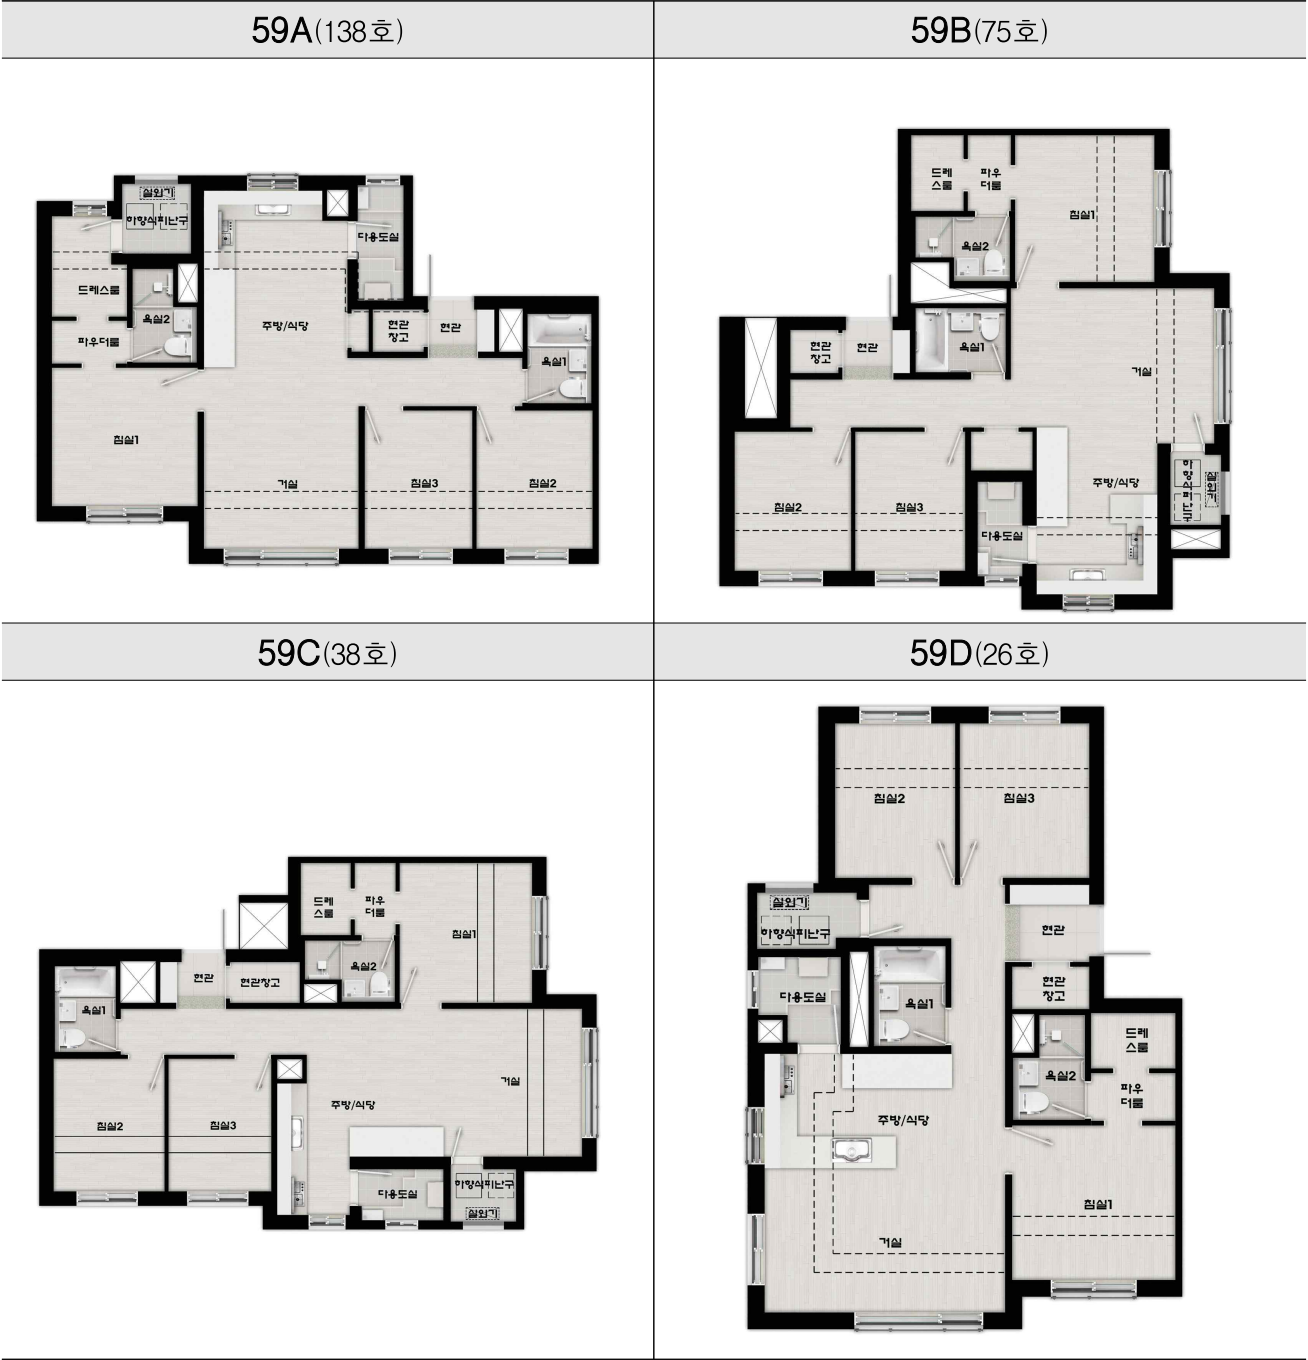 59A(138호)
59B(75호)
실외기
하향식피난구
다용도실
드레스룸
욕실2
주방/식당
현관
창고
현관
파우더룸
욕실1
침실1
거실
침실3
침실2
드레
스룸
파우
더룸
침실1
욕실2
현관
창고
현관
욕실1
거실
주방/식당
하향식피난구
실외기
침실2
침실3
다용도실
59C(38호)
59D(26호)
드레
스룸
파우
더룸
침실1
욕실2
현관
현관창고
욕실1
거실
주방/식당
침실2
침실3
다용도실
하향식피난구
실외기
침실2
침실3
실외기
하향식피난구
현관
다용도실
욕실1
현관
창고
드레
스룸
욕실2
파우
더룸
주방/식당
침실1
거실